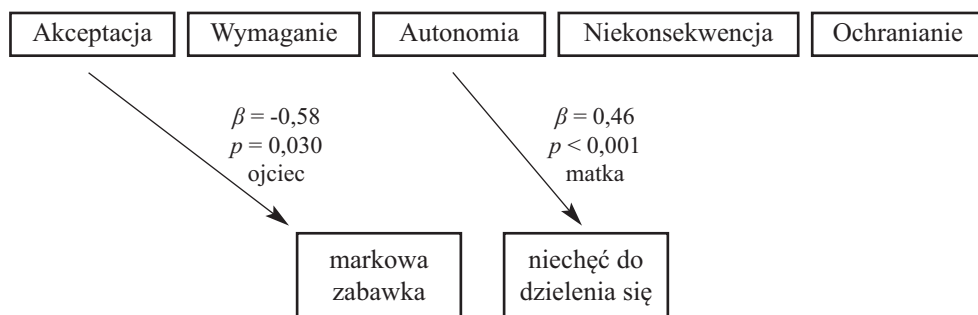 Akceptacja
Wymaganie
Autonomia
Niekonsekwencja
Ochranianie
β = -0,58
p = 0,030
ojciec
β = 0,46
p < 0,001
matka
markowa
zabawka
niechęć do
dzielenia się